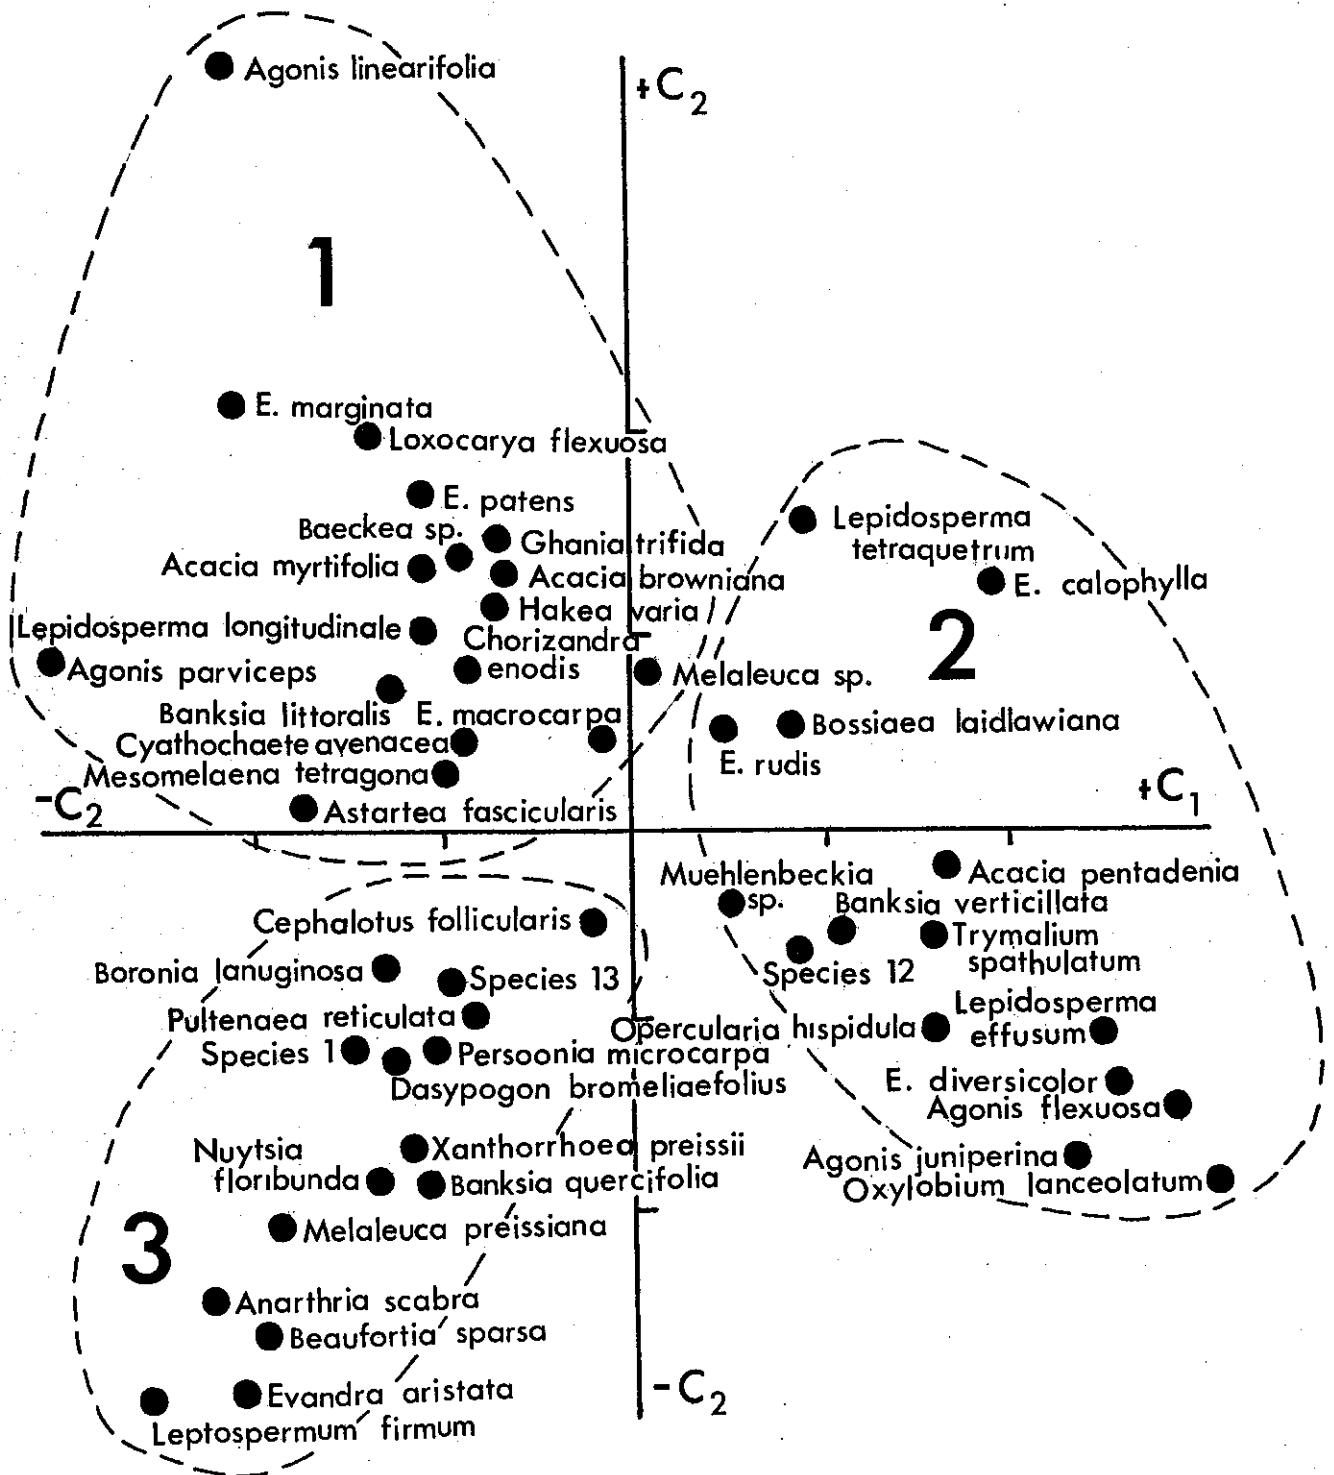 Agonis linearifolia
+C2
1
E. marginata
Loxocarya flexuosa
E. patens
Baeckea sp.
Ghania trifida
Acacia myrtifolia
Acacia browniana
Hakea varia
Lepidosperma longitudinale
Chorizandra
enodis
Agonis parviceps
Melaleuca sp.
Banksia littoralis
E. macrocarpa
Cyathochaete avenacea
Mesomelaena tetragona
-C2
Astartea fascicularis
Lepidosperma
tetraquetrum
E. calophylla
2
Bossiaea laidlawiana
E. rudis
+C1
Muehlenbeckia
sp.
Acacia pentadenia
Banksia verticillata
Trymalium
spathulatum
Species 12
Lepidosperma
effusum
Opercularia hispidula
E. diversicolor
Agonis flexuosa
Agonis juniperina
Oxylobium lanceolatum
Cephalotus follicularis
Boronia lanuginosa
Species 13
Pultenaea reticulata
Species 1
Persoonia microcarpa
Dasypogon bromeliaefolius
Nuytsia
floribunda
Xanthorrhoea preissii
Banksia quercifolia
3
Melaleuca preissiana
Anarthria scabra
Beaufortia sparsa
Evandra aristata
Leptospermum firmum
-C2